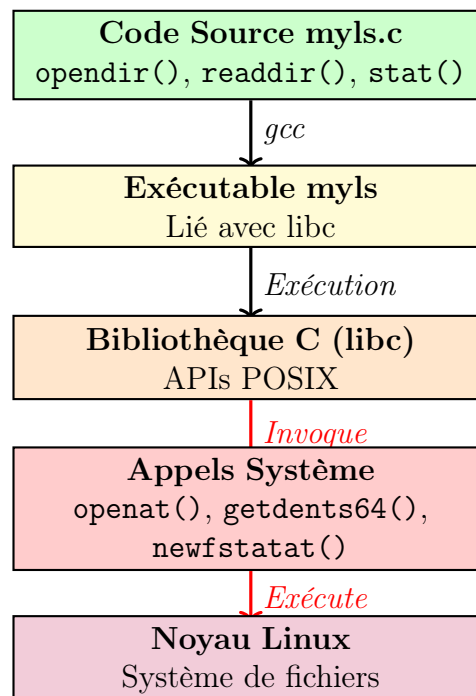 Code Source myls.c
opendir(), readdir(), stat()
gcc
Exécutable myls
Lié avec libc
Exécution
Bibliothèque C (libc)
APIs POSIX
Invoque
Appels Système
openat(), getdents64(),
newfstatat()
Exécute
Noyau Linux
Système de fichiers